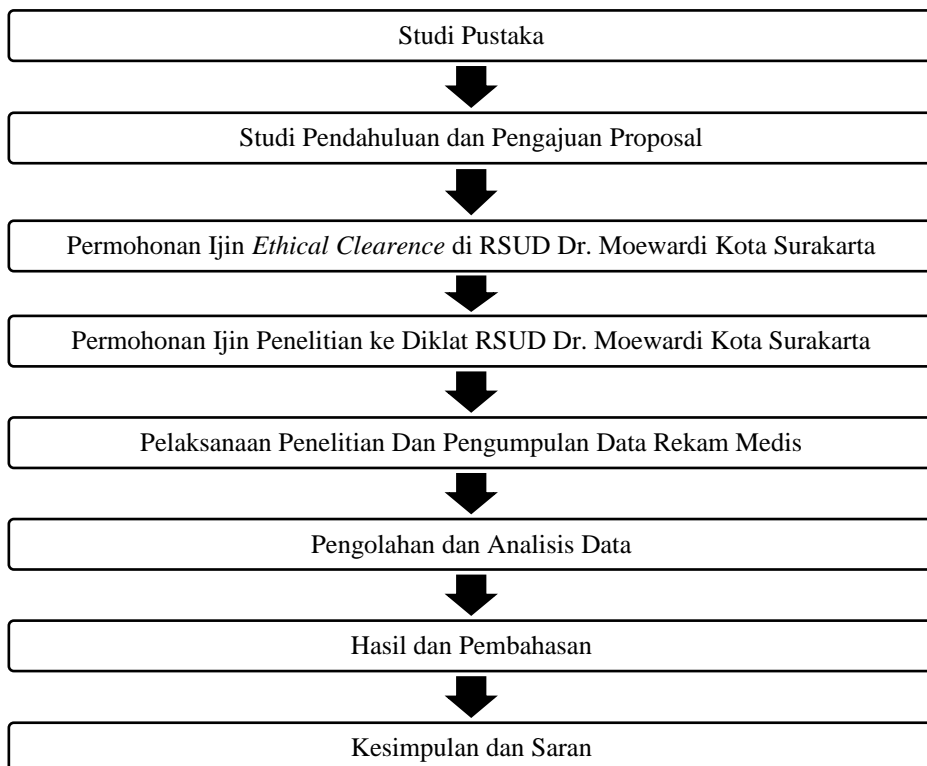 Studi Pustaka
Studi Pendahuluan dan Pengajuan Proposal
Permohonan Ijin Ethical Clearence di RSUD Dr. Moewardi Kota Surakarta
Permohonan Ijin Penelitian ke Diklat RSUD Dr. Moewardi Kota Surakarta
Pelaksanaan Penelitian Dan Pengumpulan Data Rekam Medis
Pengolahan dan Analisis Data
Hasil dan Pembahasan
Kesimpulan dan Saran